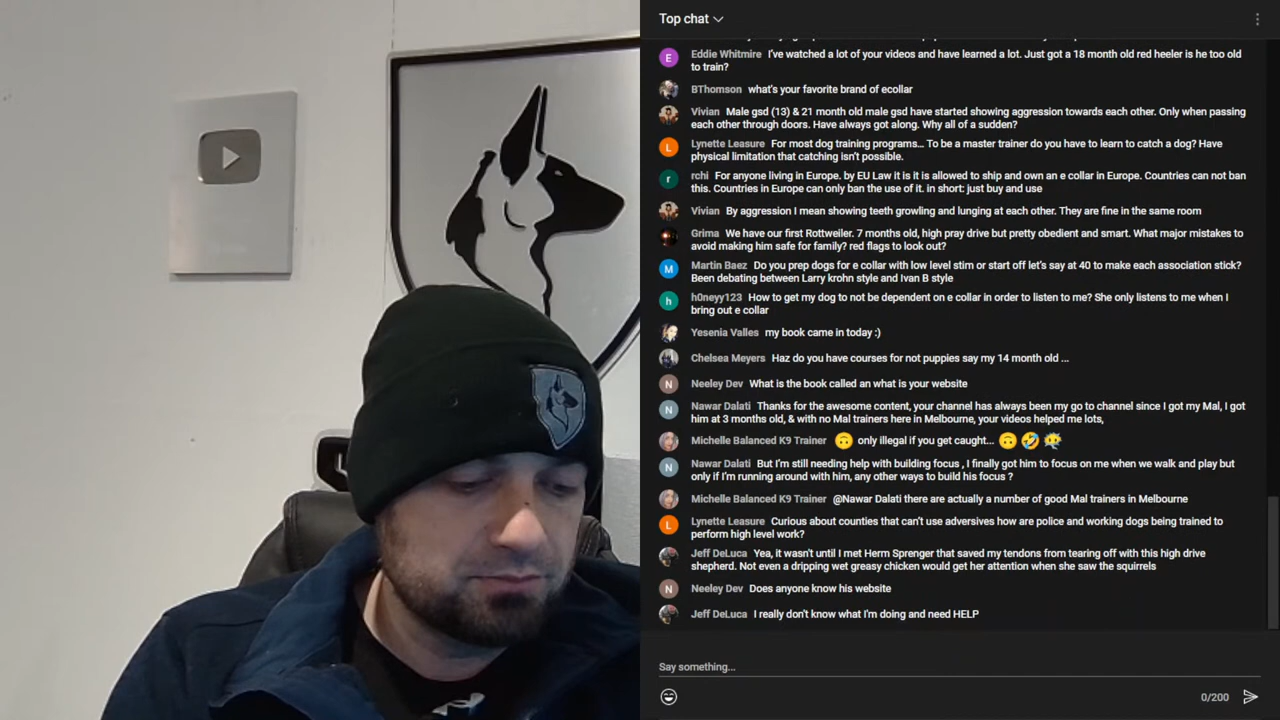 Top chat
Eddie Whitmire I've watched a lot of your videos and have learned a lot. Just got a 18 month old red heeler is he too old
to train?
BThomson what's your favorite brand of ecollar
Vivian Male gsd (13) & 21 month old male gsd have started showing aggression towards each other. Only when passing
each other through doors. Have always got along. Why all of a sudden?
Lynette Leasure For most dog training programs... To be a master trainer do you have to learn to catch a dog? Have
physical limitation that catching isn't possible.
rchi For anyone living in Europe. by EU Law it is it is allowed to ship and own an e collar in Europe. Countries can not ban
this. Countries in Europe can only ban the use of it. in short: just buy and use
Vivian By aggression I mean showing teeth growling and lunging at each other. They are fine in the same room
Grima We have our first Rottweiler. 7 months old, high pray drive but pretty obedient and smart. What major mistakes to
avoid making him safe for family? red flags to look out?
Martin Baez Do you prep dogs for e collar with low level stim or start off let's say at 40 to make each association stick?
Been debating between Larry krohn style and Ivan B style
h0neyy123 How to get my dog to not be dependent on e collar in order to listen to me? She only listens to me when I
bring out e collar
Yesenia Valles my book came in today :)
Chelsea Meyers Haz do you have courses for not puppies say my 14 month old ...
Neeley Dev What is the book called an what is your website
Nawar Dalati Thanks for the awesome content, your channel has always been my go to channel since I got my Mal, I got
him at 3 months old, & with no Mal trainers here in Melbourne, your videos helped me lots,
Michelle Balanced K9 Trainer 🙃 only illegal if you get caught... 🙃 🤣
Nawar Dalati But I'm still needing help with building focus , I finally got him to focus on me when we walk and play but
only if I'm running around with him, any other ways to build his focus ?
Michelle Balanced K9 Trainer @Nawar Dalati there are actually a number of good Mal trainers in Melbourne
Lynette Leasure Curious about counties that can't use adversives how are police and working dogs being trained to
perform high level work?
Jeff DeLuca Yea, it wasn't until I met Herm Sprenger that saved my tendons from tearing off with this high drive
shepherd. Not even a dripping wet greasy chicken would get her attention when she saw the squirrels
Neeley Dev Does anyone know his website
Jeff DeLuca I really don't know what I'm doing and need HELP
Say something...
0/200